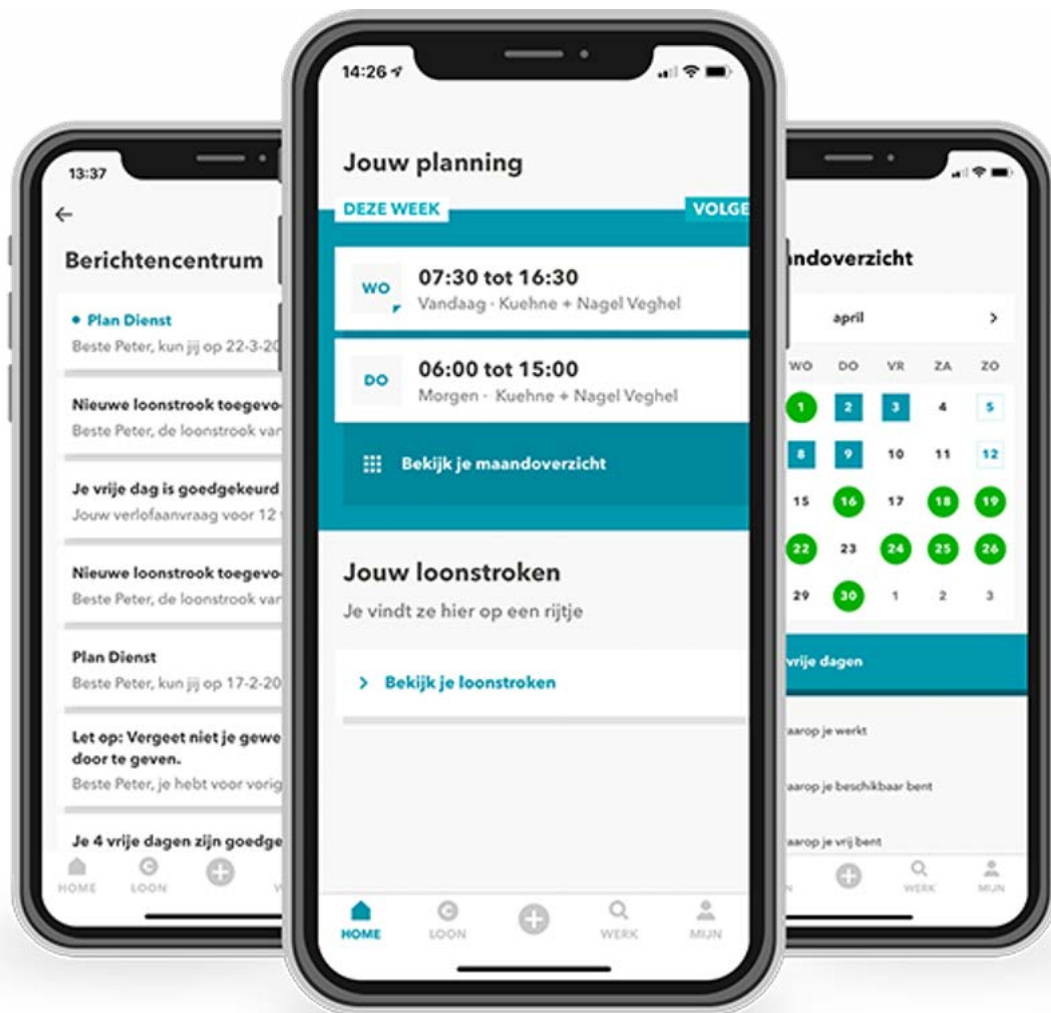 13:37
Berichtencentrum
Plan Dienst
Beste Peter, kun jij op 22-3-20
Nieuwe loonstrook toegevo
Beste Peter, de loonstrook van
Je vrije dag is goedgekeurd
Jouw verlofaanvraag voor 12
Nieuwe loonstrook toegevo
Beste Peter, de loonstrook van
Plan Dienst
Beste Peter, kun jij op 17-2-20
Let op: Vergeet niet je gewe
door te geven.
Beste Peter, je hebt voor vorig
Je 4 vrije dagen zijn goedge
HOME LOON
14:26
Jouw planning
DEZE WEEK VOLGE
WO 07:30 tot 16:30
Vandaag - Kuehne + Nagel Veghel
DO 06:00 tot 15:00
Morgen - Kuehne + Nagel Veghel
Bekijk je maandoverzicht
Jouw loonstroken
Je vindt ze hier op een rijtje
Bekijk je loonstroken
HOME LOON WERK MIJN
ndoverzicht
april
WO DO VR ZA ZO
1 2 3 4 5
8 9 10 11 12
15 16 17 18 19
22 23 24 25 26
29 30 1 2 3
vrije dagen
aarop je werkt
aarop je beschikbaar bent
aarop je vrij bent
WERK MIJN